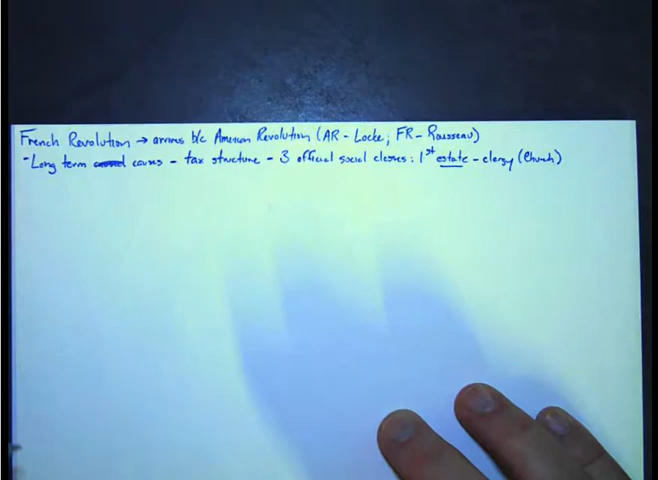 French Revolution → arrives b/c American Revolution (AR - Locke; FR - Rousseau)
- Long term causes - tax structure - 3 official social classes: 1st estate - clergy (Church)